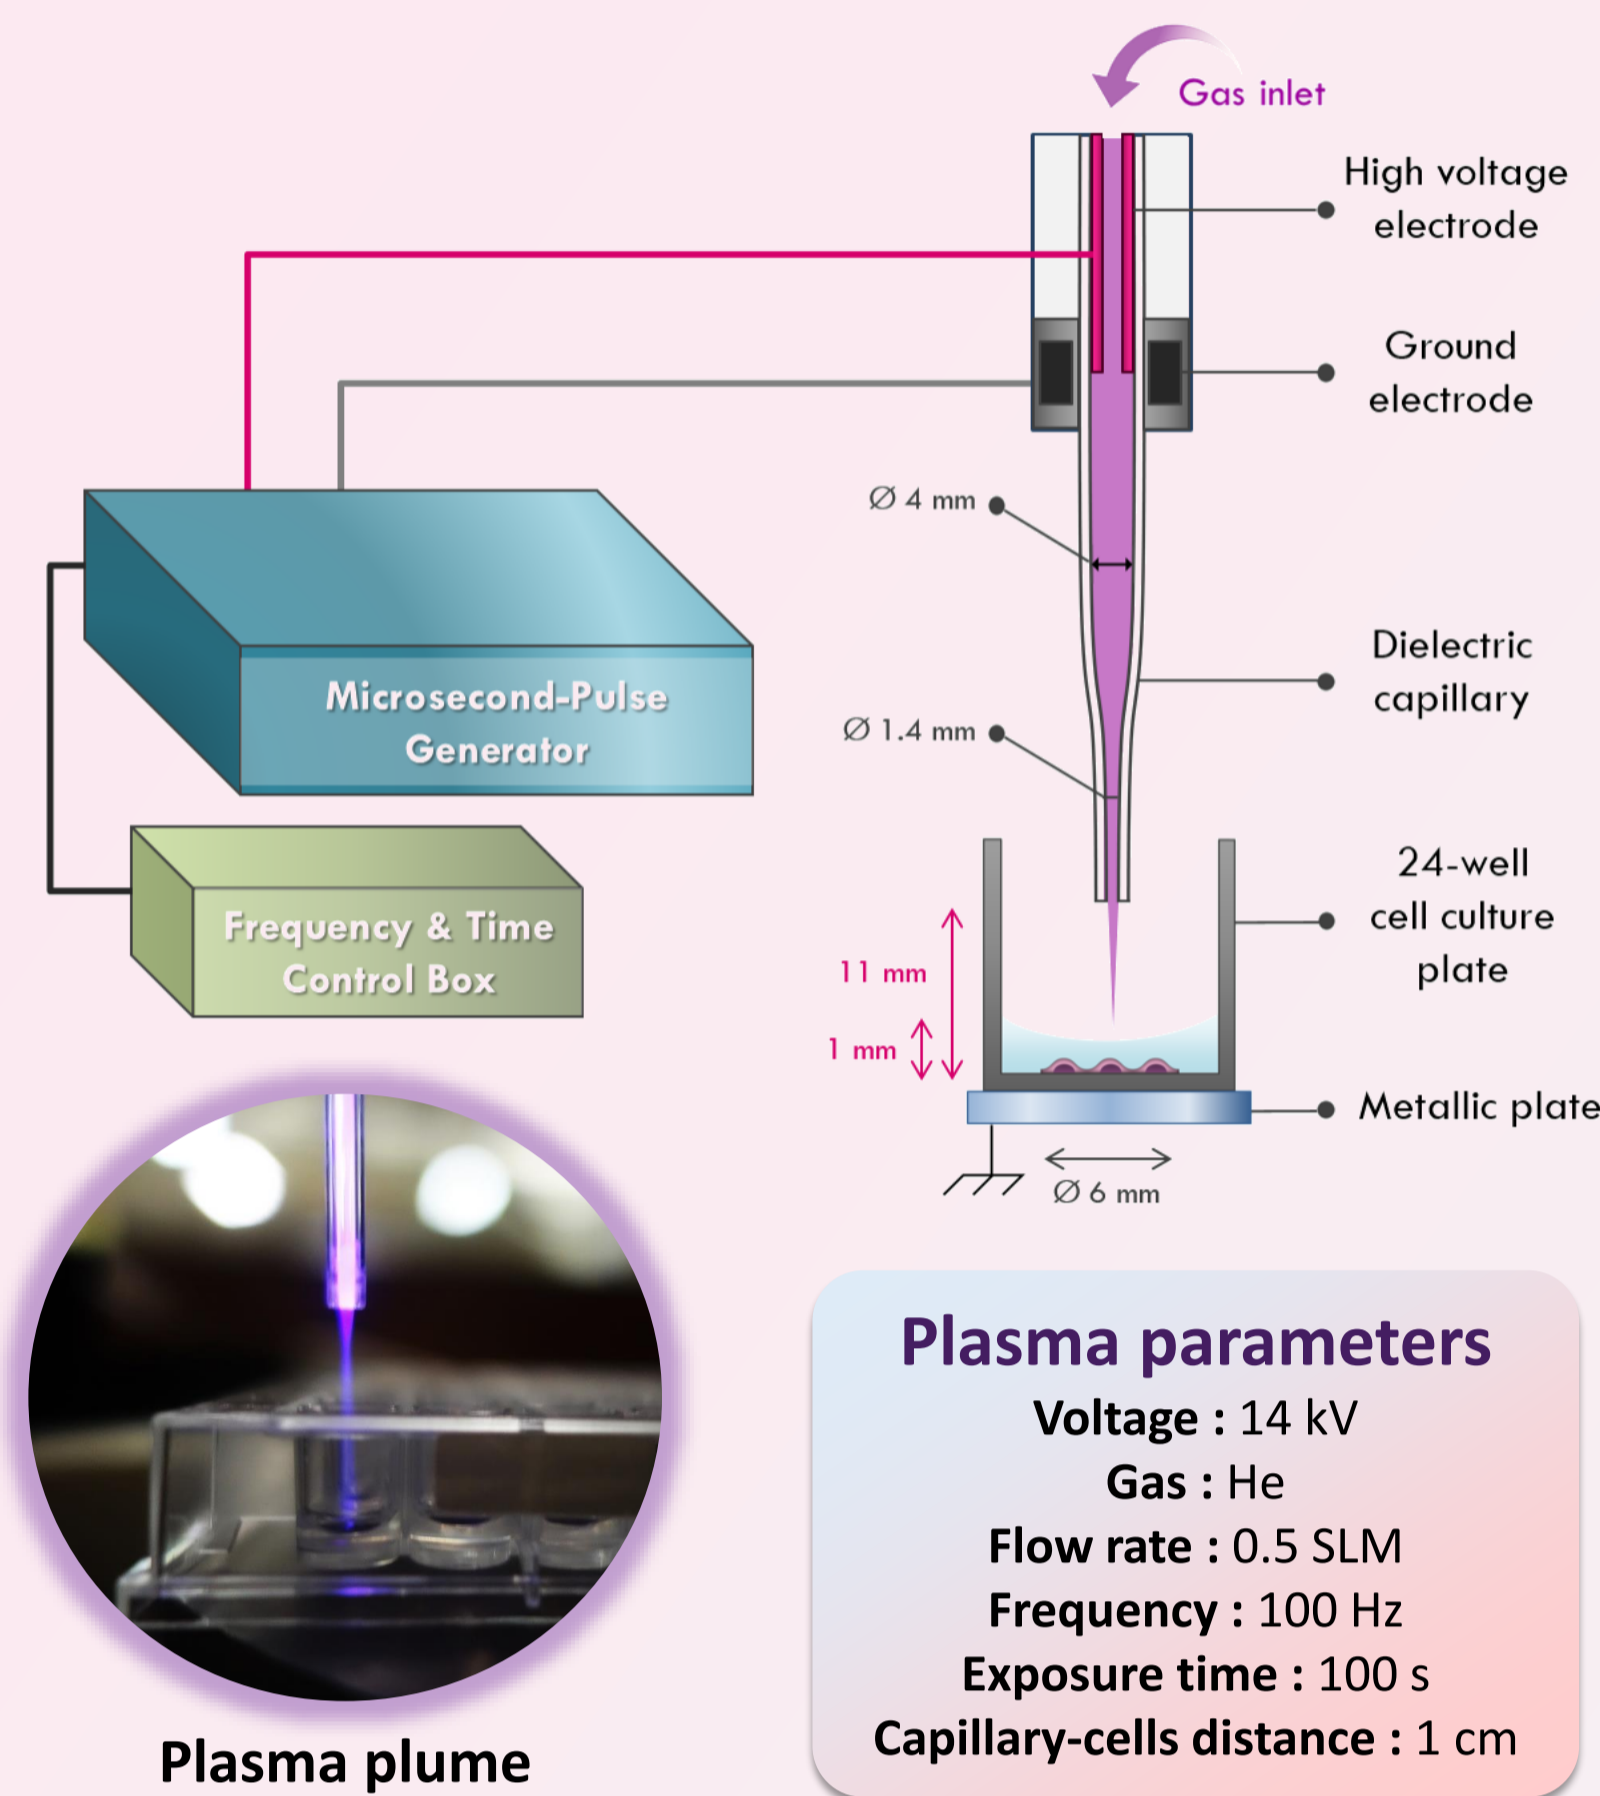 Gas inlet
High voltage
electrode
Ground
electrode
Ø 4 mm
Dielectric
capillary
Microsecond-Pulse
Generator
Ø 1.4 mm
24-well
cell culture
plate
Frequency & Time
Control Box
11 mm
1 mm
Metallic plate
Ø 6 mm
Plasma parameters
Voltage : 14 kV
Gas : He
Flow rate : 0.5 SLM
Frequency : 100 Hz
Exposure time : 100 s
Capillary-cells distance : 1 cm
Plasma plume